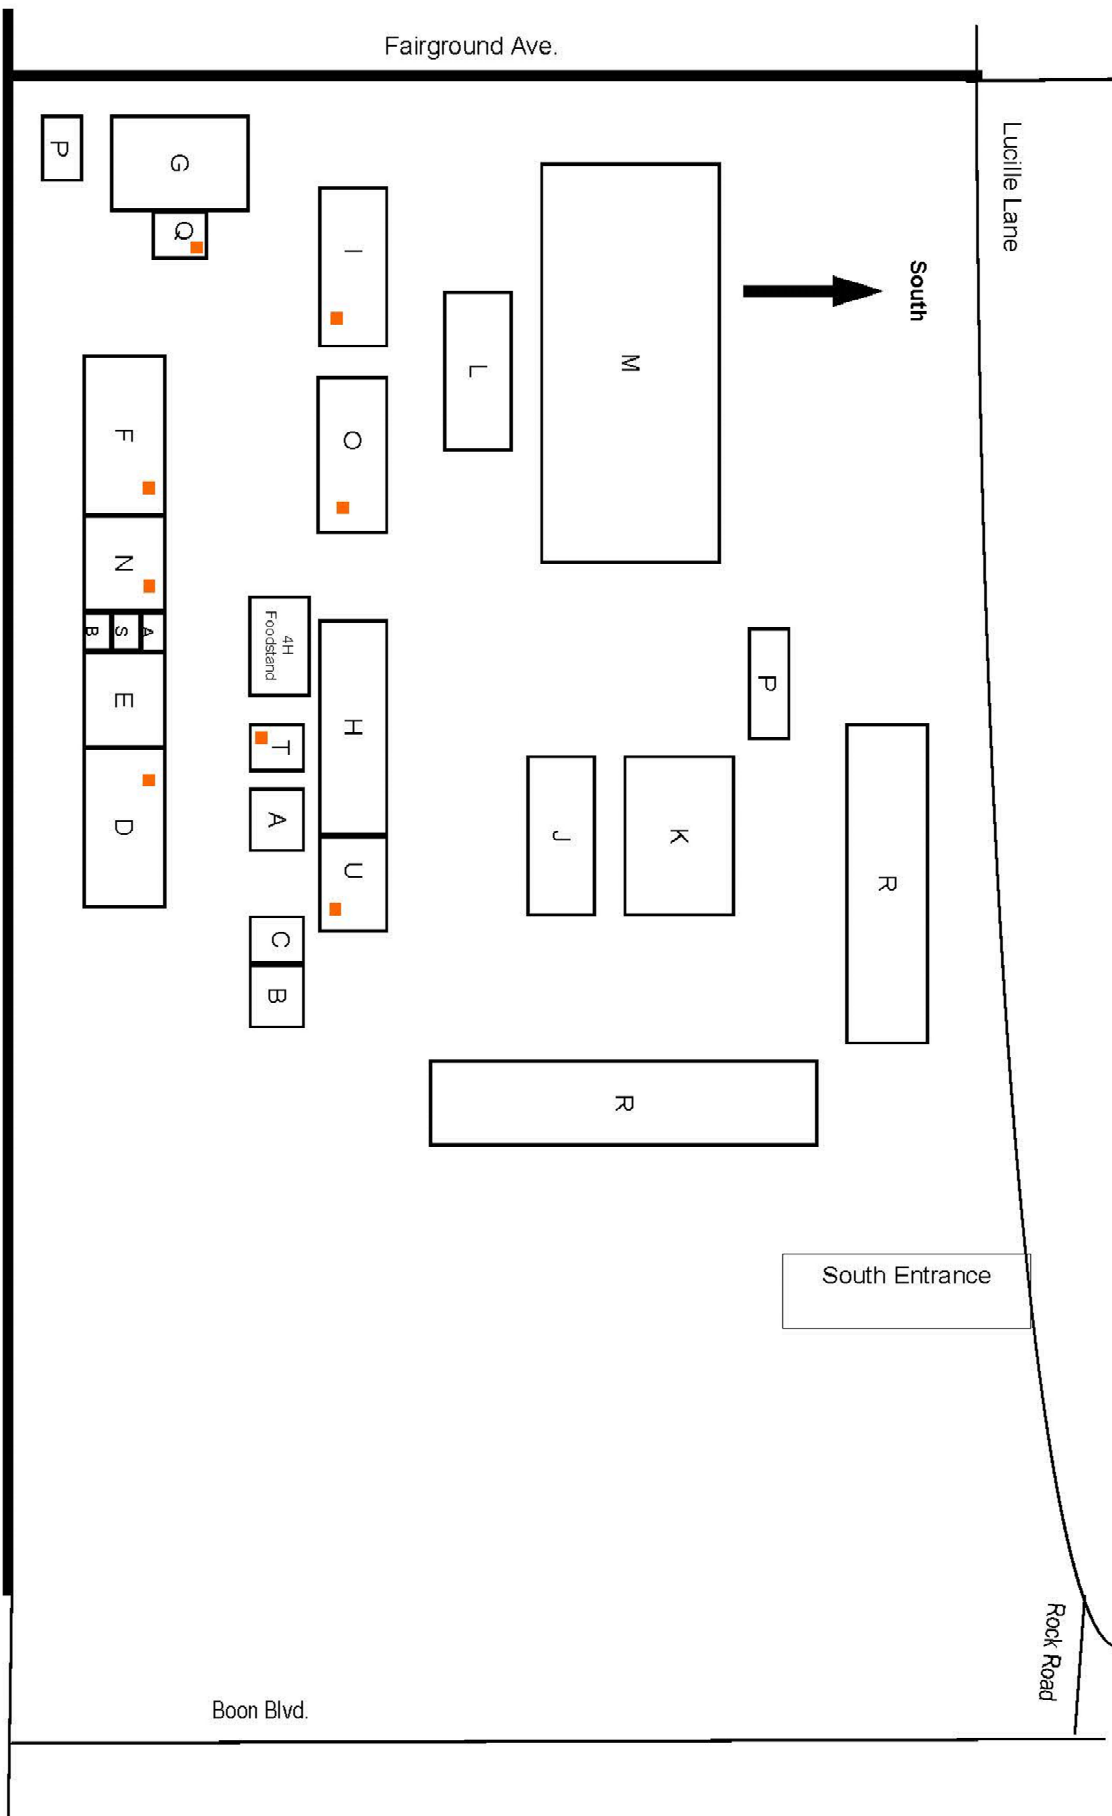 Fairground Ave.
Lucille Lane
South
P
G
Q
I
L
M
F
O
N
B
S
A
E
D
4H
Foodstand
T
A
H
U
C
B
P
J
K
R
R
South Entrance
Rock Road
Boon Blvd.